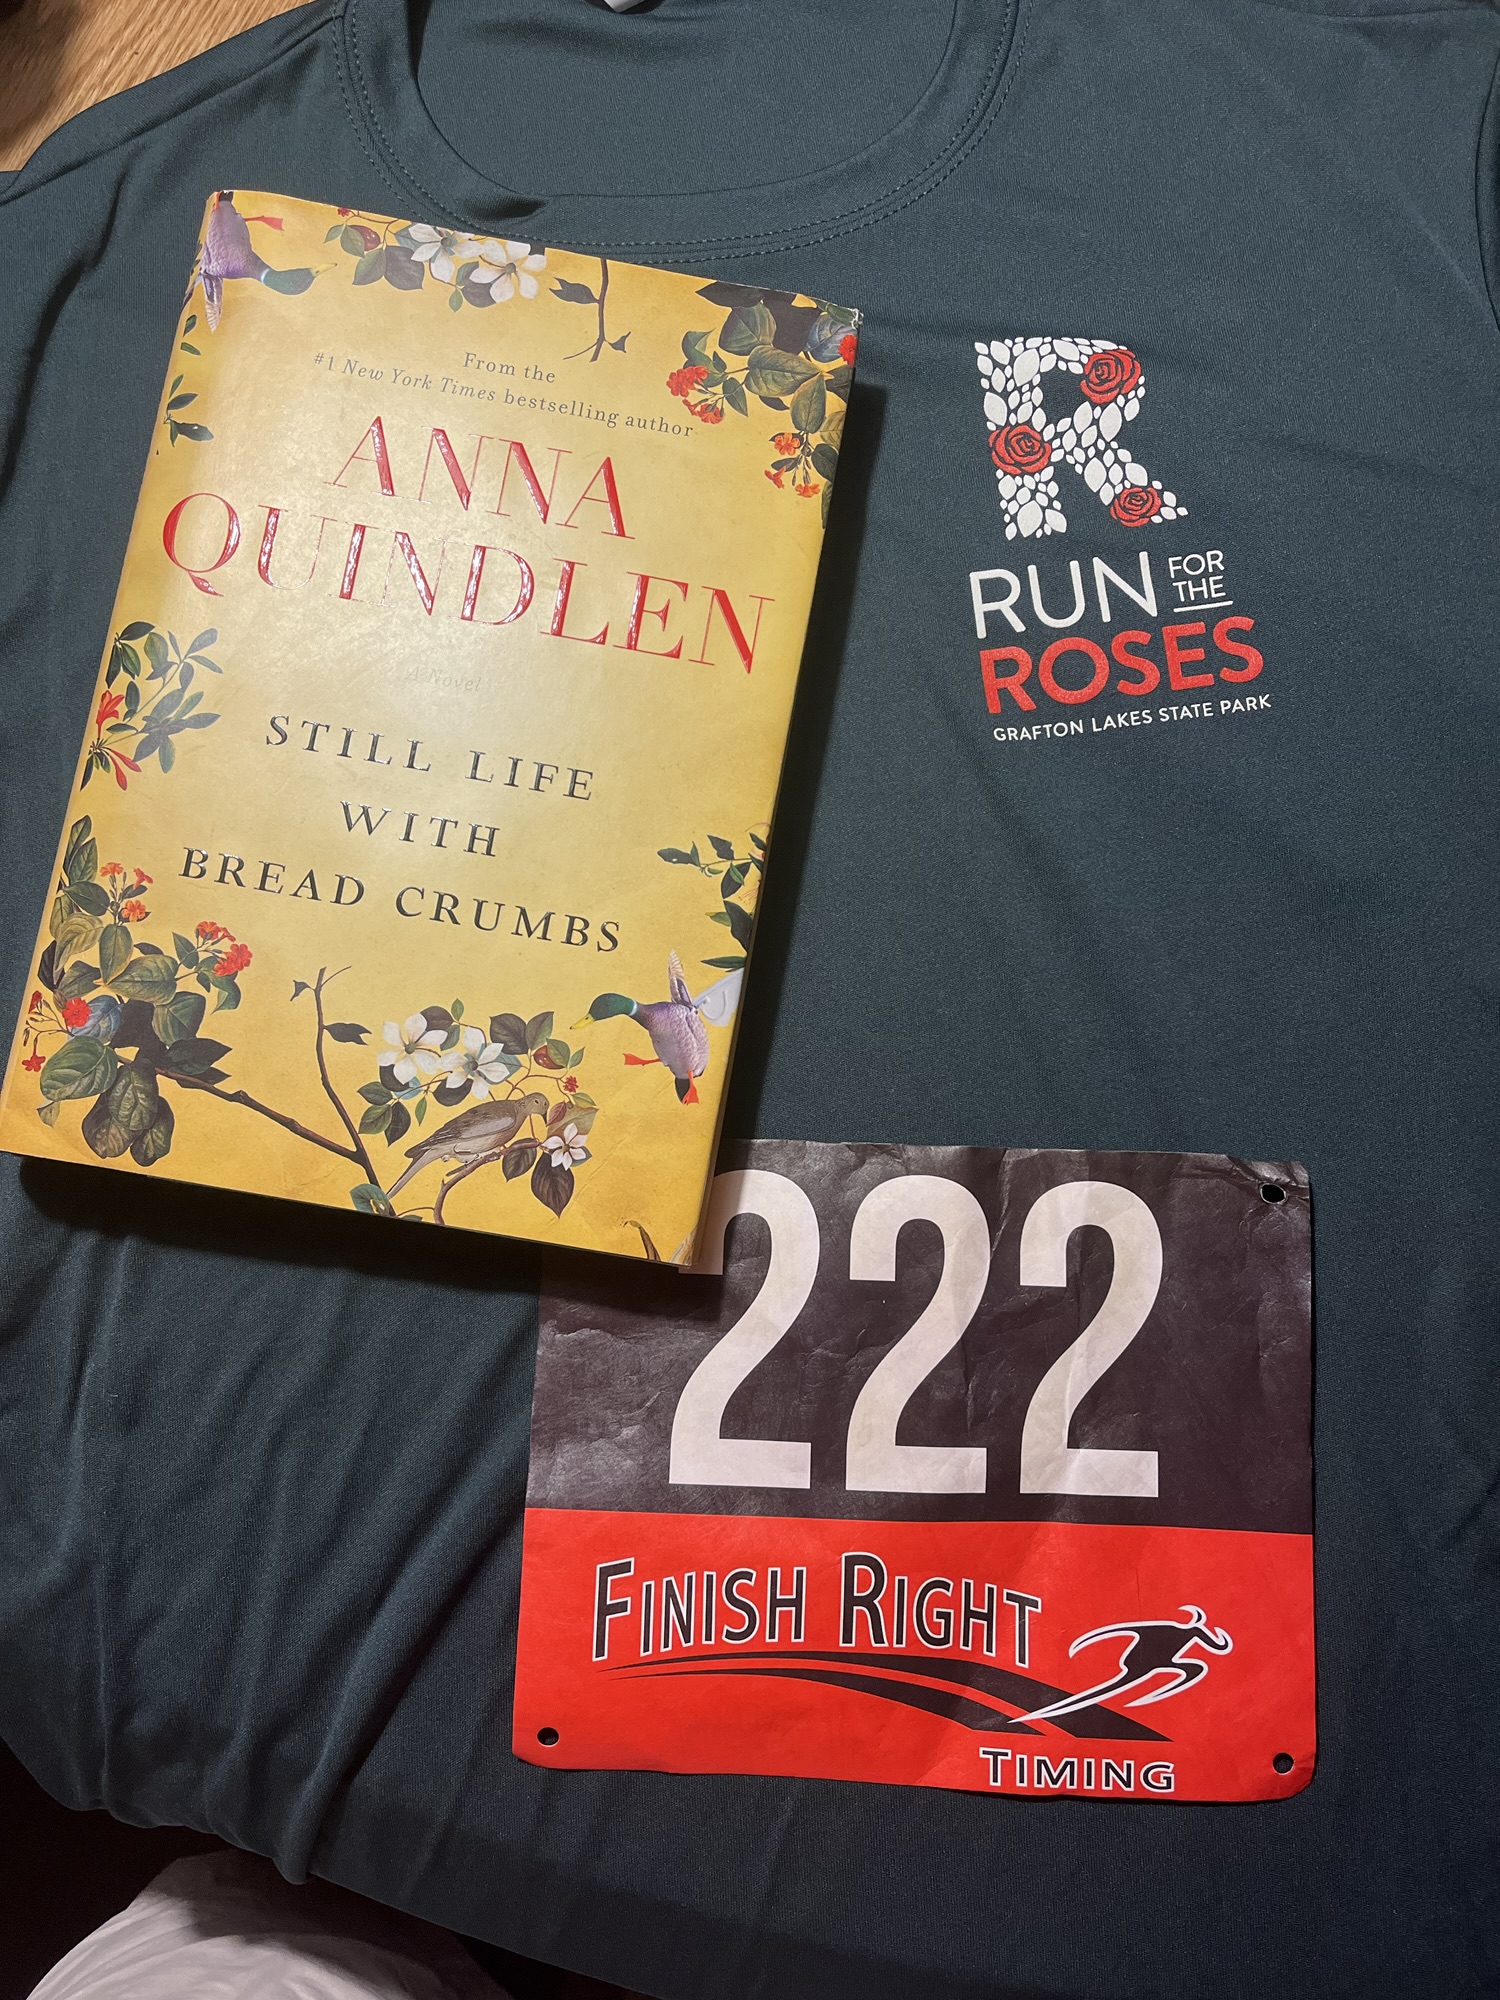 From the
#1 New York Times bestselling author
ANNA
QUINDLEN
A Novel
STILL LIFE
WITH
BREAD CRUMBS
R
RUN FOR THE
ROSES
GRAFTON LAKES STATE PARK
222
FINISH RIGHT
TIMING